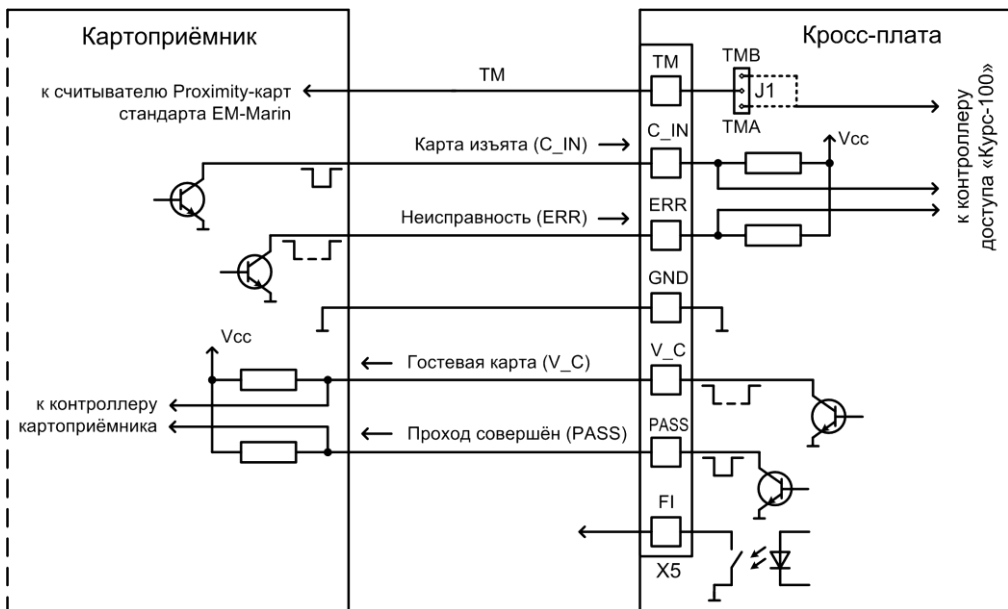 Картоприёмник
Кросс-плата
TM
TM
TMB
J1
TMA
к считывателю Proximity-карт
стандарта EM-Marin
Карта изъята (C_IN)
C_IN
Vcc
Неисправность (ERR)
ERR
к контроллеру
доступа «Курс-100»
GND
Vcc
Гостевая карта (V_C)
V_C
к контроллеру
картоприёмника
Проход совершён (PASS)
PASS
FI
X5